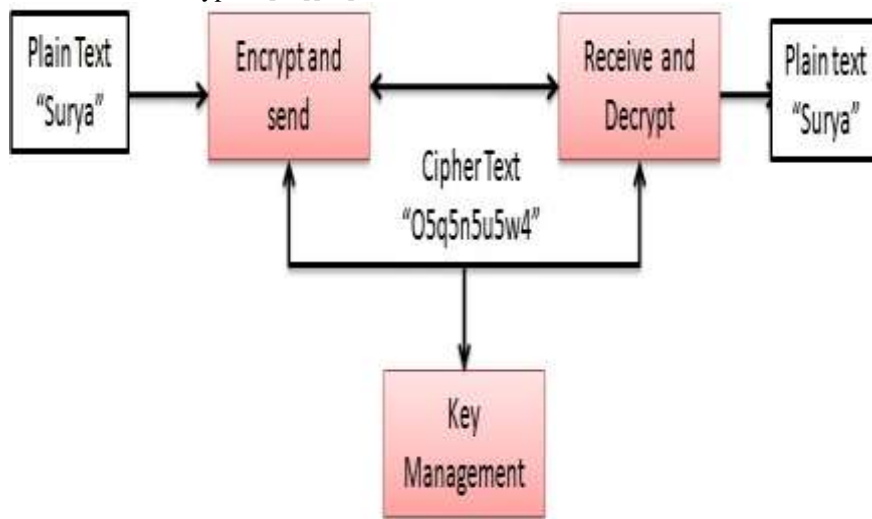 Plain Text
“Surya”
Encrypt and
send
Receive and
Decrypt
Plain text
“Surya”
Cipher Text
“O5q5n5u5w4”
Key
Management